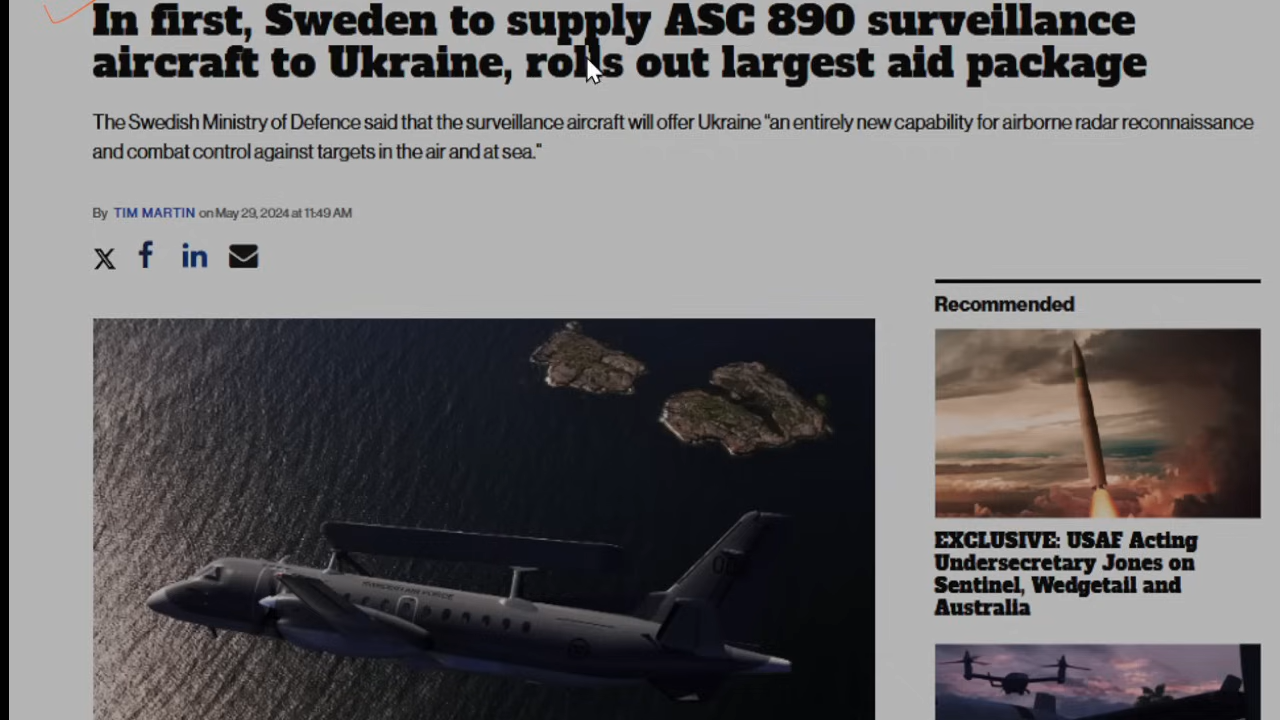 In first, Sweden to supply ASC 890 surveillance
aircraft to Ukraine, rolls out largest aid package
The Swedish Ministry of Defence said that the surveillance aircraft will offer Ukraine "an entirely new capability for airborne radar reconnaissance
and combat control against targets in the air and at sea."
By TIM MARTIN on May 29, 2024 at 11:49 AM
Recommended
EXCLUSIVE: USAF Acting
Undersecretary Jones on
Sentinel, Wedgetail and
Australia
SWEDISH AIR FORCE